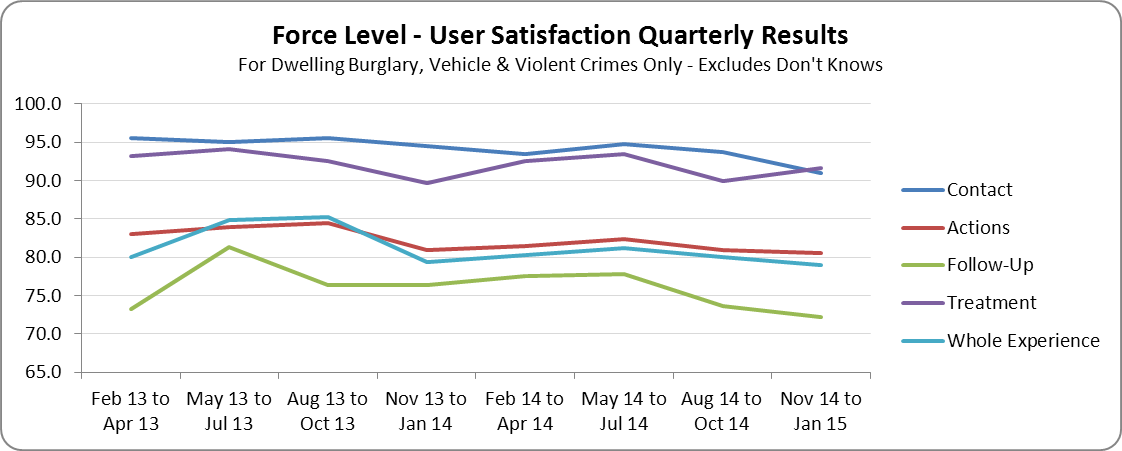 Force Level - User Satisfaction Quarterly Results
For Dwelling Burglary, Vehicle & Violent Crimes Only - Excludes Don't Knows
100.0
95.0
90.0
85.0
80.0
75.0
70.0
65.0
Feb 13 to
Apr 13
May 13 to
Jul 13
Aug 13 to
Oct 13
Nov 13 to
Jan 14
Feb 14 to
Apr 14
May 14 to
Jul 14
Aug 14 to
Oct 14
Nov 14 to
Jan 15
Contact
Actions
Follow-Up
Treatment
Whole Experience